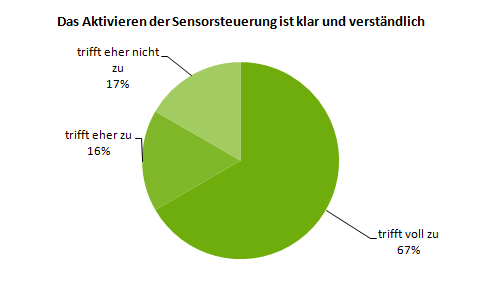 Das Aktivieren der Sensorsteuerung ist klar und verständlich
trifft eher nicht
zu
17%
trifft eher zu
16%
trifft voll zu
67%